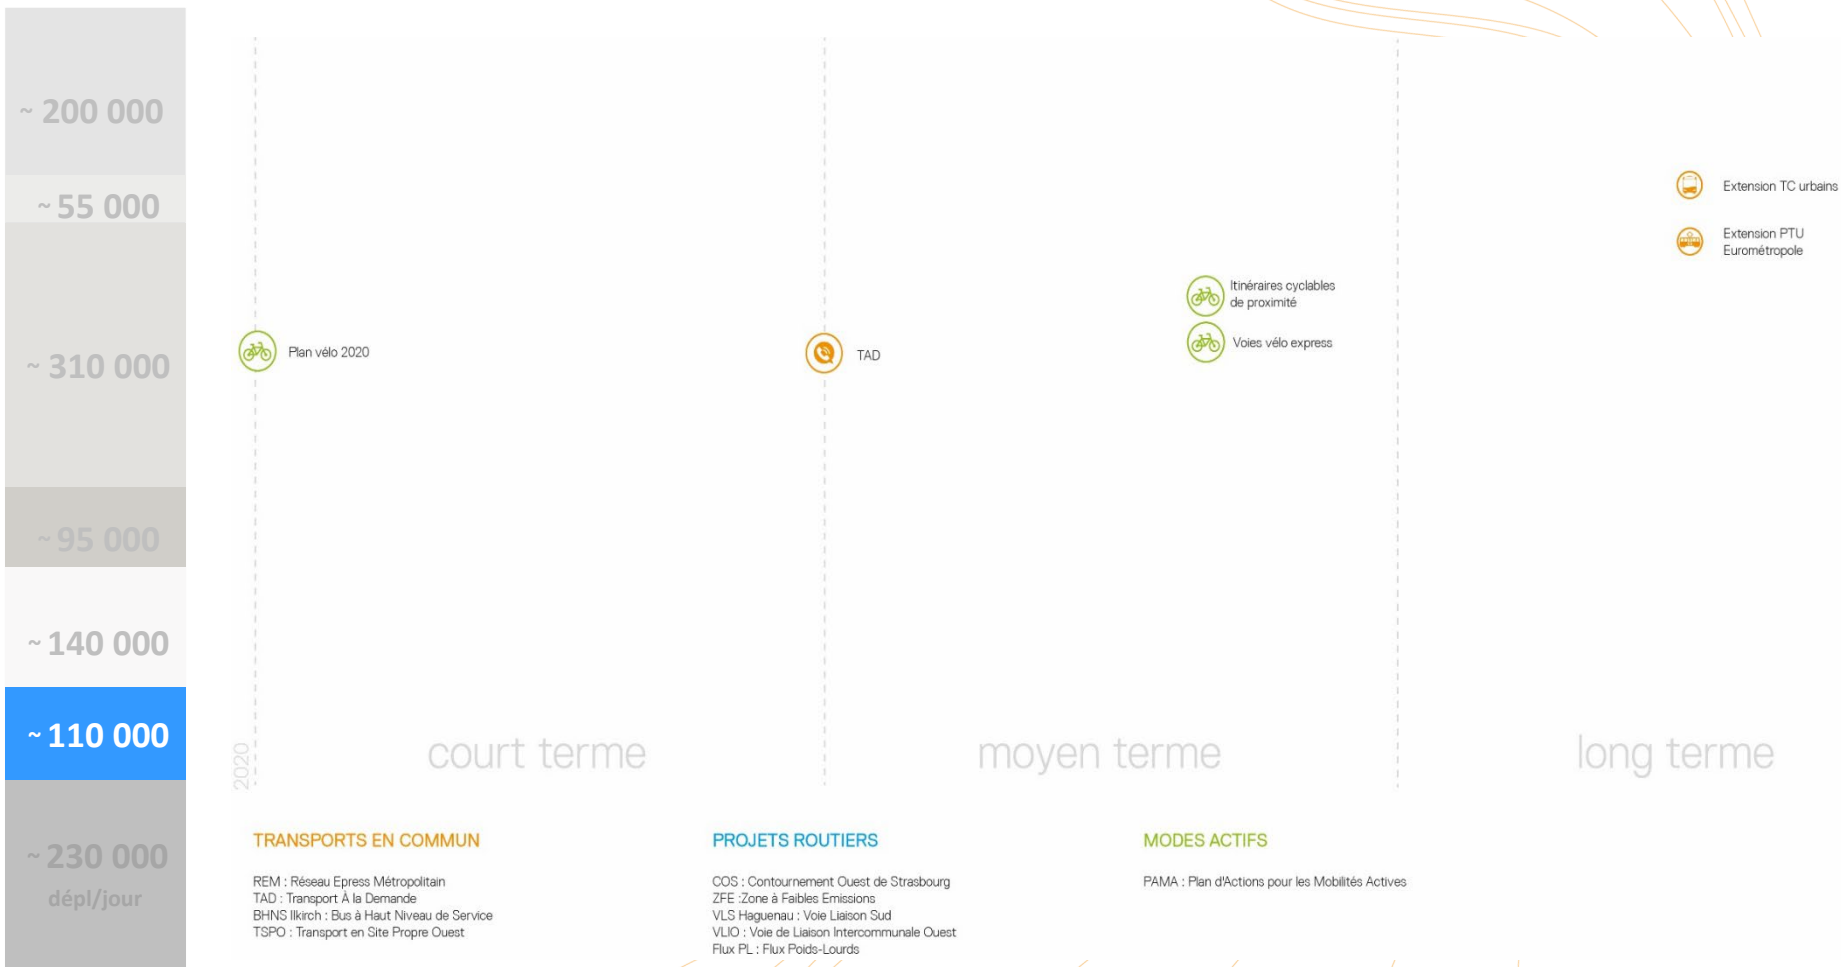 ~ 200 000
~ 55 000
~ 310 000
~ 95 000
~ 140 000
~ 110 000
~ 230 000
dépl/jour
Extension TC urbains
Extension PTU
Eurométropole
Itinéraires cyclables
de proximité
Voies vélo express
Plan vélo 2020
TAD
2020
court terme
moyen terme
long terme
TRANSPORTS EN COMMUN
REM : Réseau Epress Métropolitain
TAD : Transport À la Demande
BHNS Ilkirch : Bus à Haut Niveau de Service
TSPO : Transport en Site Propre Ouest
PROJETS ROUTIERS
COS : Contournement Ouest de Strasbourg
ZFE :Zone à Faibles Emissions
VLS Haguenau : Voie Liaison Sud
VLIO : Voie de Liaison Intercommunale Ouest
Flux PL : Flux Poids-Lourds
MODES ACTIFS
PAMA : Plan d'Actions pour les Mobilités Actives